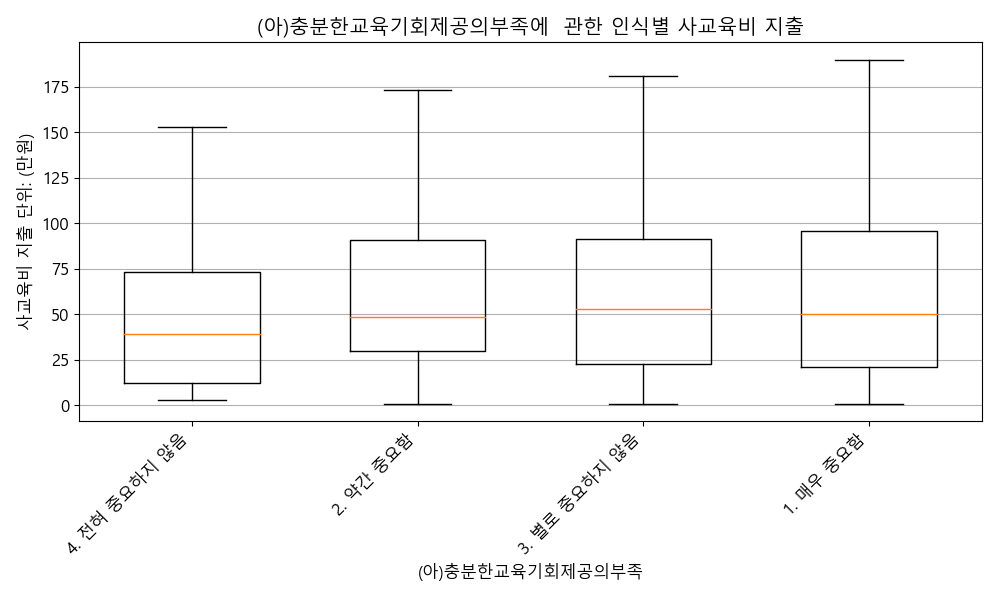 (아)충분한교육기회제공의부족에  관한 인식별 사교육비 지출
사교육비 지출 단위: (만원)
175
150
125
100
75
50
25
0
4. 전혀 중요하지 않음
2. 약간 중요함
3. 별로 중요하지 않음
1. 매우 중요함
(아)충분한교육기회제공의부족